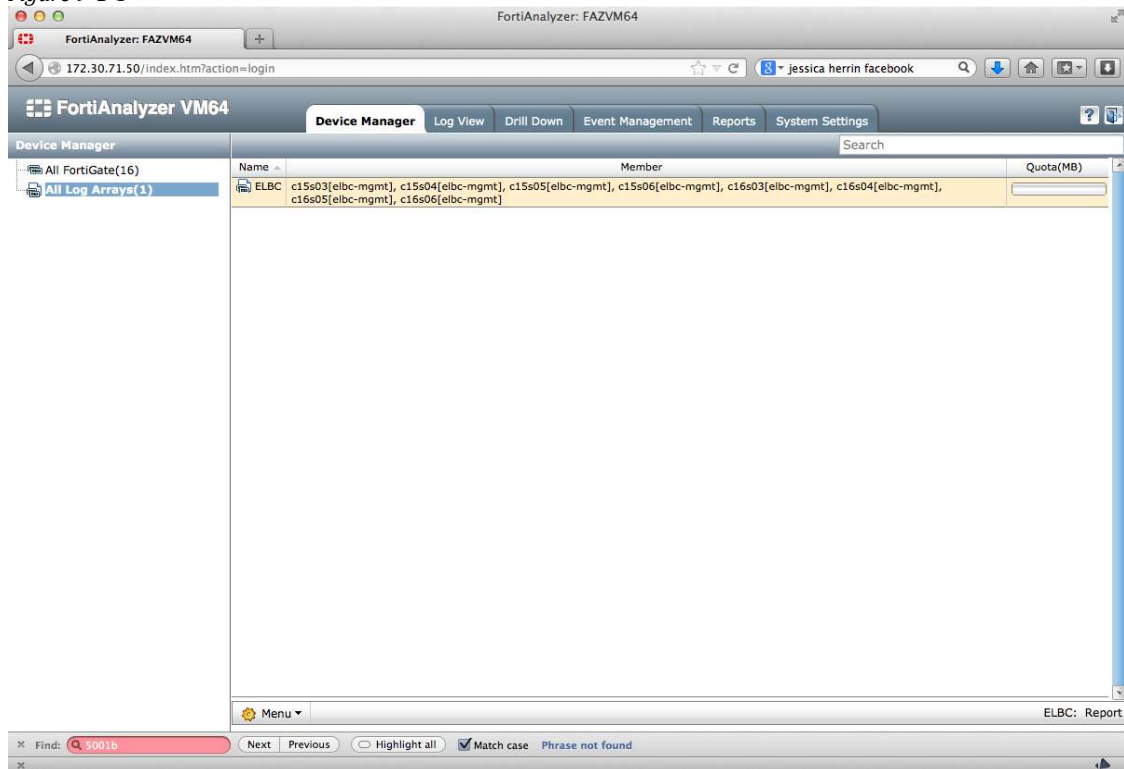 FortiAnalyzer: FAZVM64
FortiAnalyzer: FAZVM64
+
172.30.71.50/index.htm?action=login
jessica herrin facebook
FortiAnalyzer VM64
Device Manager Log View Drill Down Event Management Reports System Settings
?
Device Manager
Search
All FortiGate(16)
All Log Arrays(1)
Name Member Quota(MB)
ELBC c15s03[elbc-mgmt], c15s04[elbc-mgmt], c15s05[elbc-mgmt], c15s06[elbc-mgmt], c16s03[elbc-mgmt], c16s04[elbc-mgmt],
c16s05[elbc-mgmt], c16s06[elbc-mgmt]
Menu
ELBC: Report
× Find: 5001b Next Previous Highlight all Match case Phrase not found
×